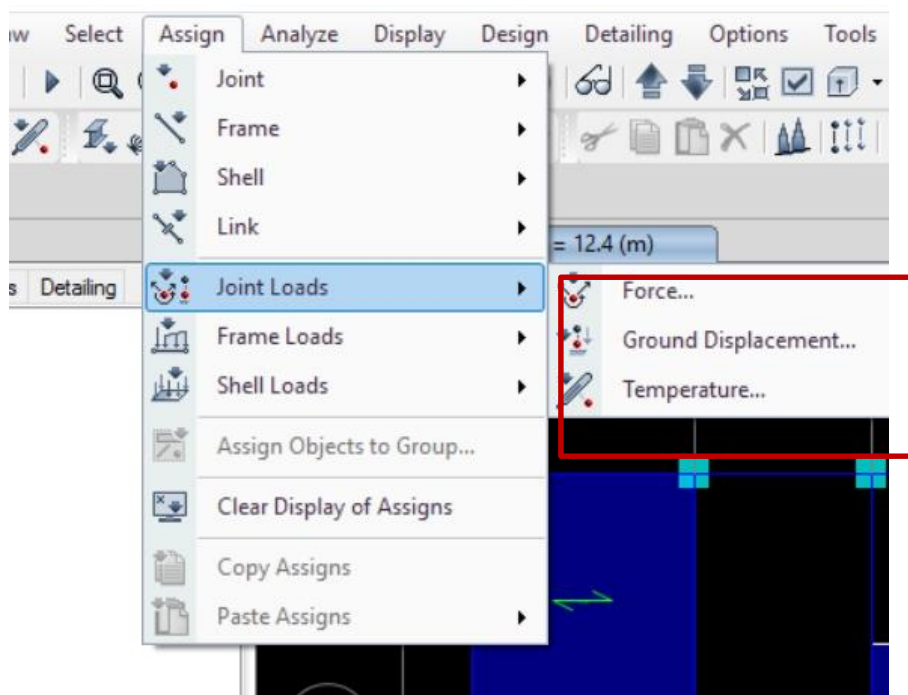 Select Assign Analyze Display Design Detailing Options Tools
Joint
Frame
Shell
Link
= 12.4 (m)
Detailing
Joint Loads
Force...
Frame Loads
Ground Displacement...
Shell Loads
Temperature...
Assign Objects to Group...
Clear Display of Assigns
Copy Assigns
Paste Assigns